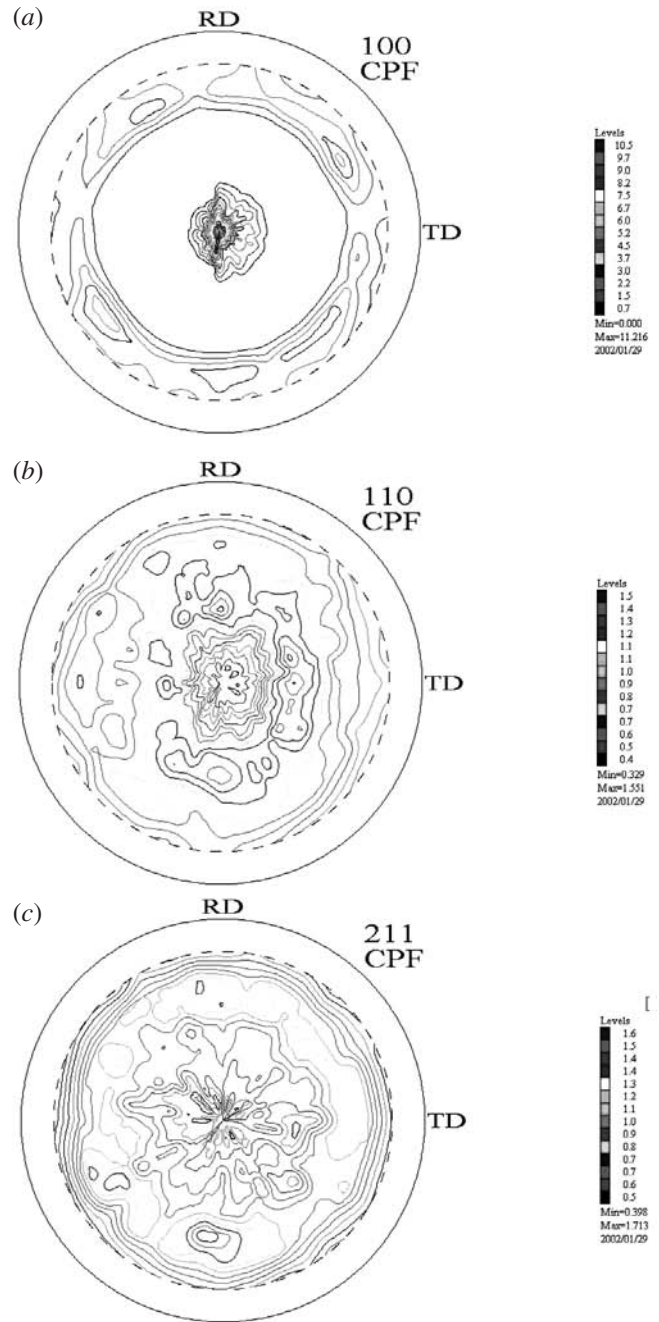 (a)
RD
100
CPF
TD
Levels
10.5
9.7
9.0
8.2
7.5
6.7
6.0
5.2
4.5
3.7
3.0
2.2
1.5
0.7
Min=0.000
Max=11.216
2002/01/29
(b)
RD
110
CPF
TD
Levels
1.5
1.4
1.3
1.2
1.1
1.1
1.0
0.9
0.8
0.7
0.7
0.6
0.5
0.4
Min=0.329
Max=1.551
2002/01/29
(c)
RD
211
CPF
TD
[
Levels
1.6
1.5
1.4
1.4
1.3
1.2
1.1
1.0
0.9
0.8
0.7
0.7
0.6
0.5
Min=0.398
Max=1.713
2002/01/29